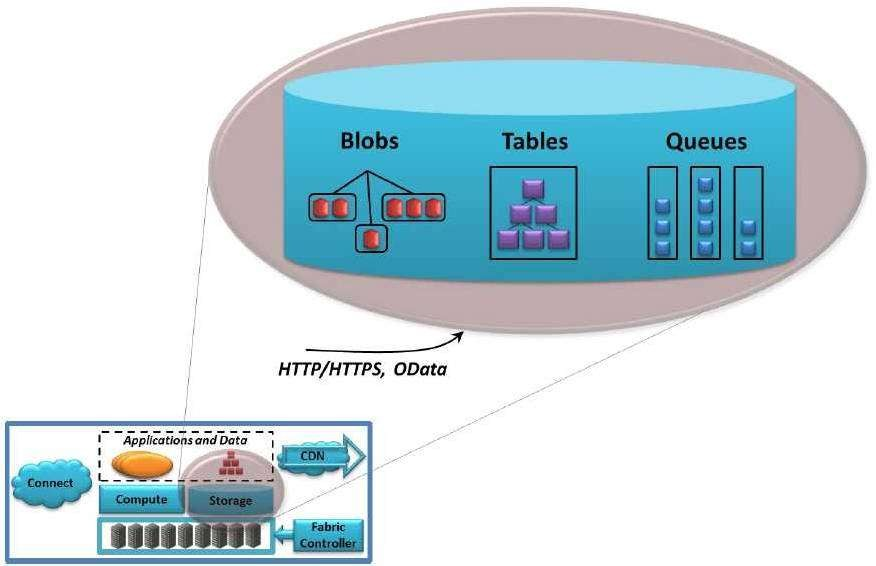 Blobs
Tables
Queues
HTTP/HTTPS, OData
Applications and Data
Connect
CDN
Compute
Storage
Fabric
Controller